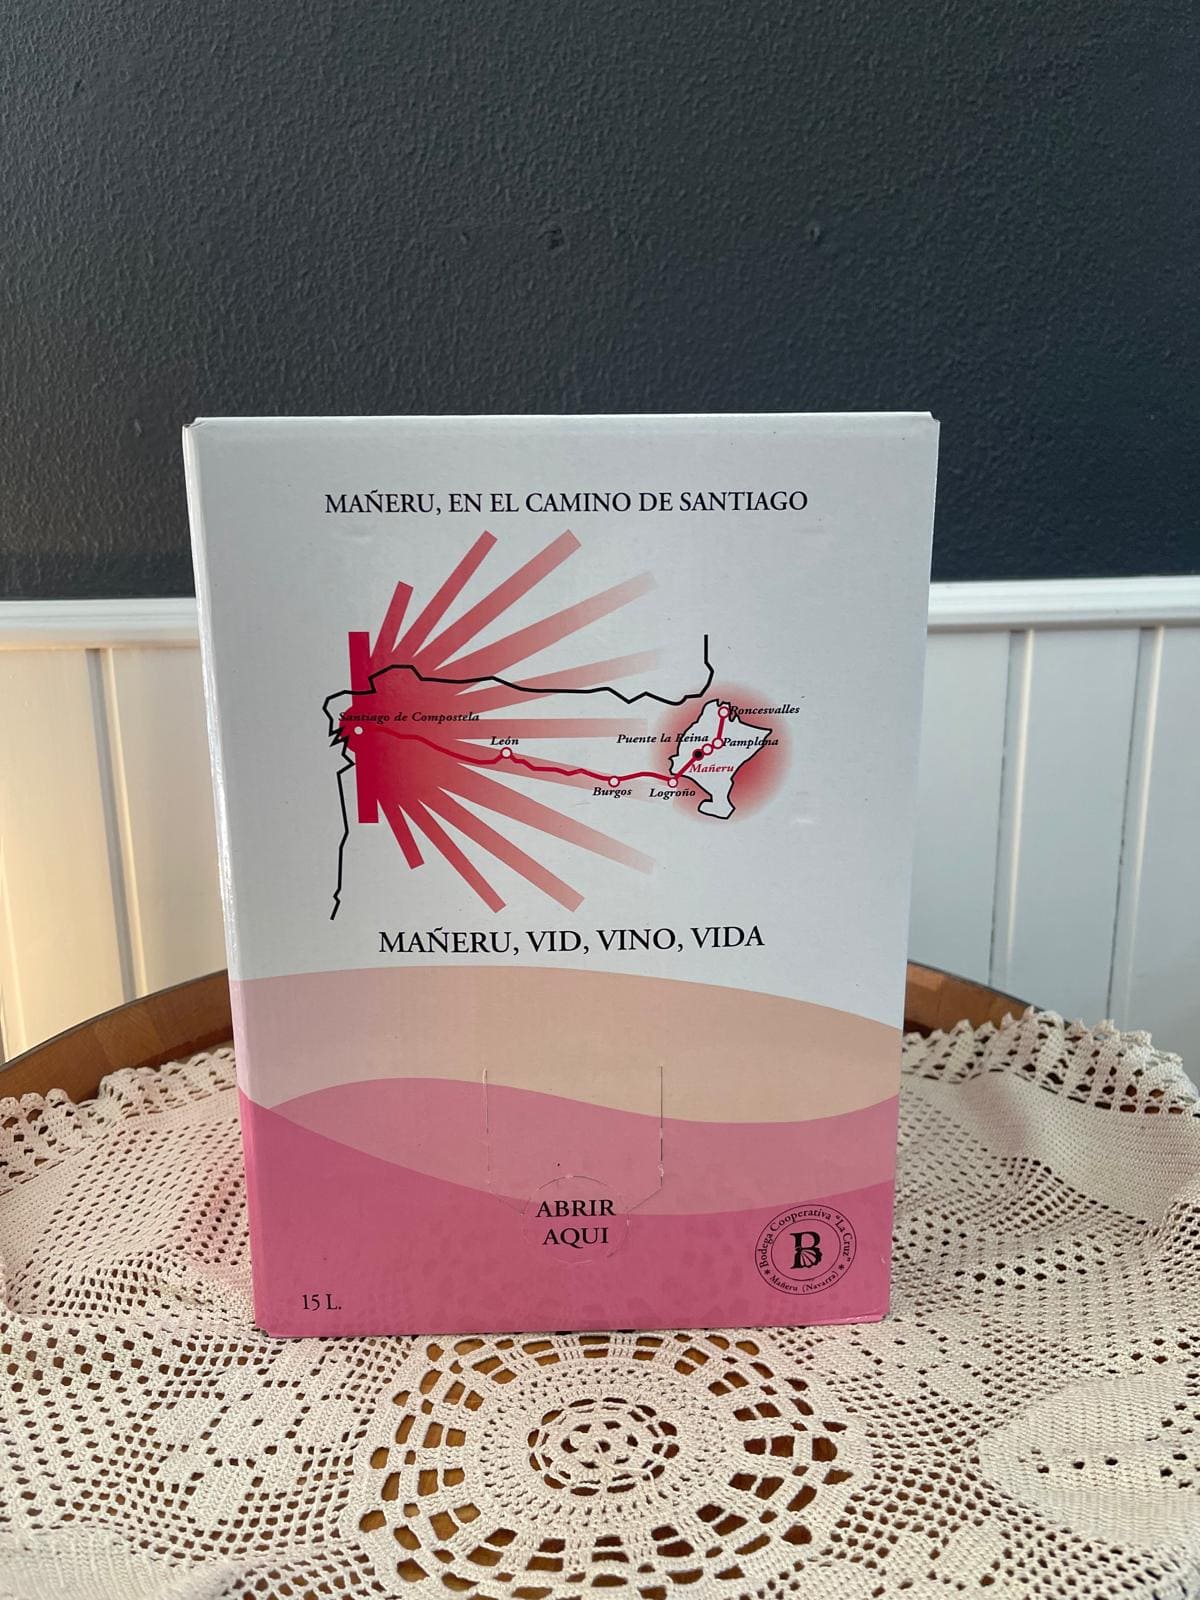 MAÑERU, EN EL CAMINO DE SANTIAGO
Santiago de Compostela
León
Burgos
Logroño
Puente la Reina
Mañeru
Pamplona
Roncesvalles
MAÑERU, VID, VINO, VIDA
ABRIR
AQUI
15 L.
Bodega Cooperativa "La Cruz"
B
* Mañeru (Navarra) *